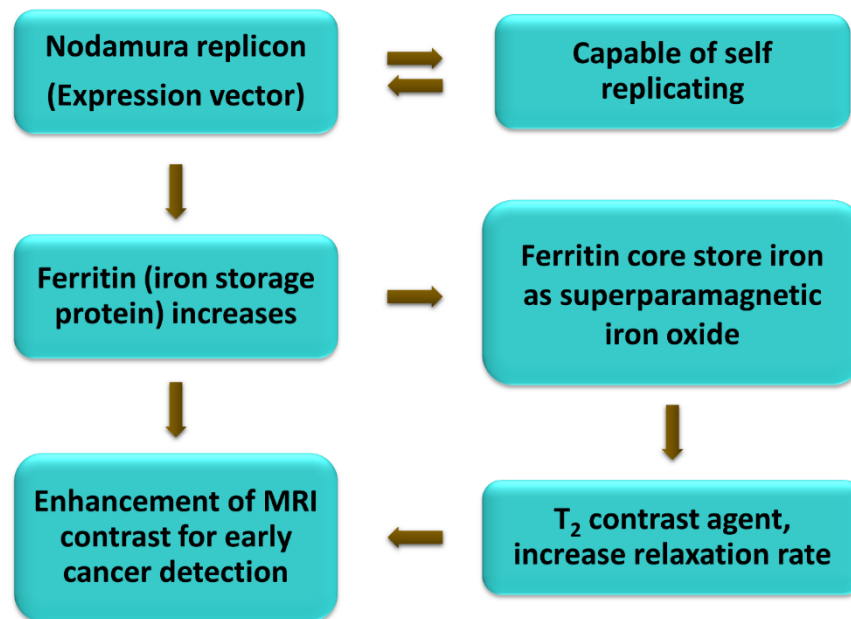 Nodamura replicon
(Expression vector)
Capable of self
replicating
Ferritin (iron storage
protein) increases
Ferritin core store iron
as superparamagnetic
iron oxide
Enhancement of MRI
contrast for early
cancer detection
T₂ contrast agent,
increase relaxation rate